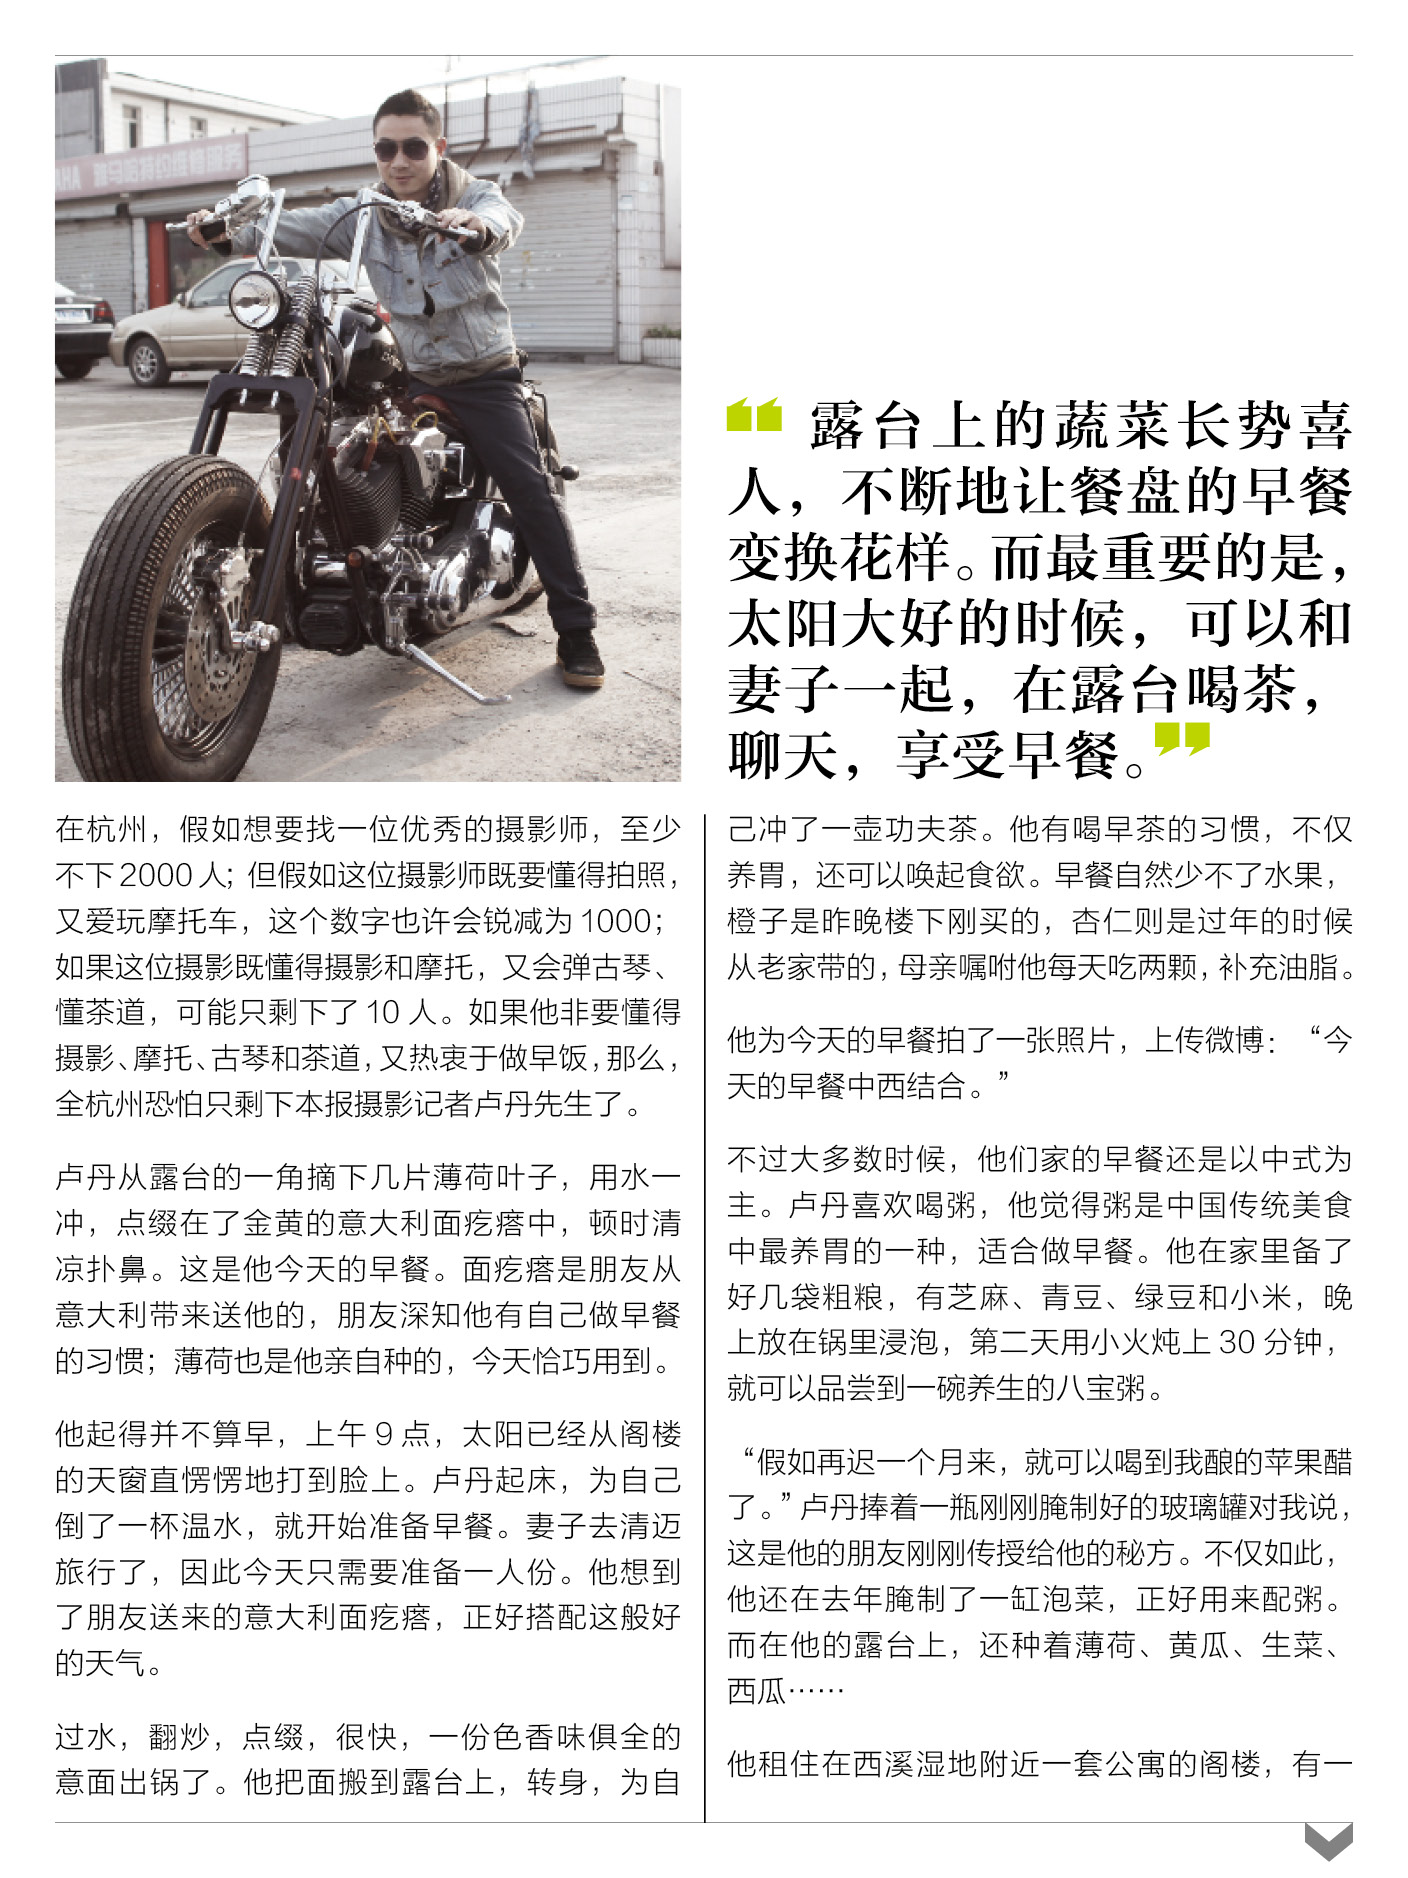 AHA 雅马哈特约维修服务
“露台上的蔬菜长势喜
人，不断地让餐盘的早餐
变换花样。而最重要的是，
太阳大好的时候，可以和
妻子一起，在露台喝茶，
聊天，享受早餐。”
在杭州，假如想要找一位优秀的摄影师，至少
不下2000人；但假如这位摄影师既要懂得拍照，
又爱玩摩托车，这个数字也许会锐减为1000；
如果这位摄影既懂得摄影和摩托，又会弹古琴、
懂茶道，可能只剩下了10人。如果他非要懂得
摄影、摩托、古琴和茶道，又热衷于做早饭，那么，
全杭州恐怕只剩下本报摄影记者卢丹先生了。
卢丹从露台的一角摘下几片薄荷叶子，用水一
冲，点缀在了金黄的意大利面疙瘩中，顿时清
凉扑鼻。这是他今天的早餐。面疙瘩是朋友从
意大利带来送他的，朋友深知他有自己做早餐
的习惯；薄荷也是他亲自种的，今天恰巧用到。
他起得并不算早，上午9点，太阳已经从阁楼
的天窗直愣愣地打到脸上。卢丹起床，为自己
倒了一杯温水，就开始准备早餐。妻子去清迈
旅行了，因此今天只需要准备一人份。他想到
了朋友送来的意大利面疙瘩，正好搭配这般好
的天气。
过水，翻炒，点缀，很快，一份色香味俱全的
意面出锅了。他把面搬到露台上，转身，为自
己冲了一壶功夫茶。他有喝早茶的习惯，不仅
养胃，还可以唤起食欲。早餐自然少不了水果，
橙子是昨晚楼下刚买的，杏仁则是过年的时候
从老家带的，母亲嘱咐他每天吃两颗，补充油脂。
他为今天的早餐拍了一张照片，上传微博：“今
天的早餐中西结合。”
不过大多数时候，他们家的早餐还是以中式为
主。卢丹喜欢喝粥，他觉得粥是中国传统美食
中最养胃的一种，适合做早餐。他在家里备了
好几袋粗粮，有芝麻、青豆、绿豆和小米，晚
上放在锅里浸泡，第二天用小火炖上30分钟，
就可以品尝到一碗养生的八宝粥。
“假如再迟一个月来，就可以喝到我酿的苹果醋
了。”卢丹捧着一瓶刚刚腌制好的玻璃罐对我说，
这是他的朋友刚刚传授给他的秘方。不仅如此，
他还在去年腌制了一缸泡菜，正好用来配粥。
而在他的露台上，还种着薄荷、黄瓜、生菜、
西瓜……
他租住在西溪湿地附近一套公寓的阁楼，有一